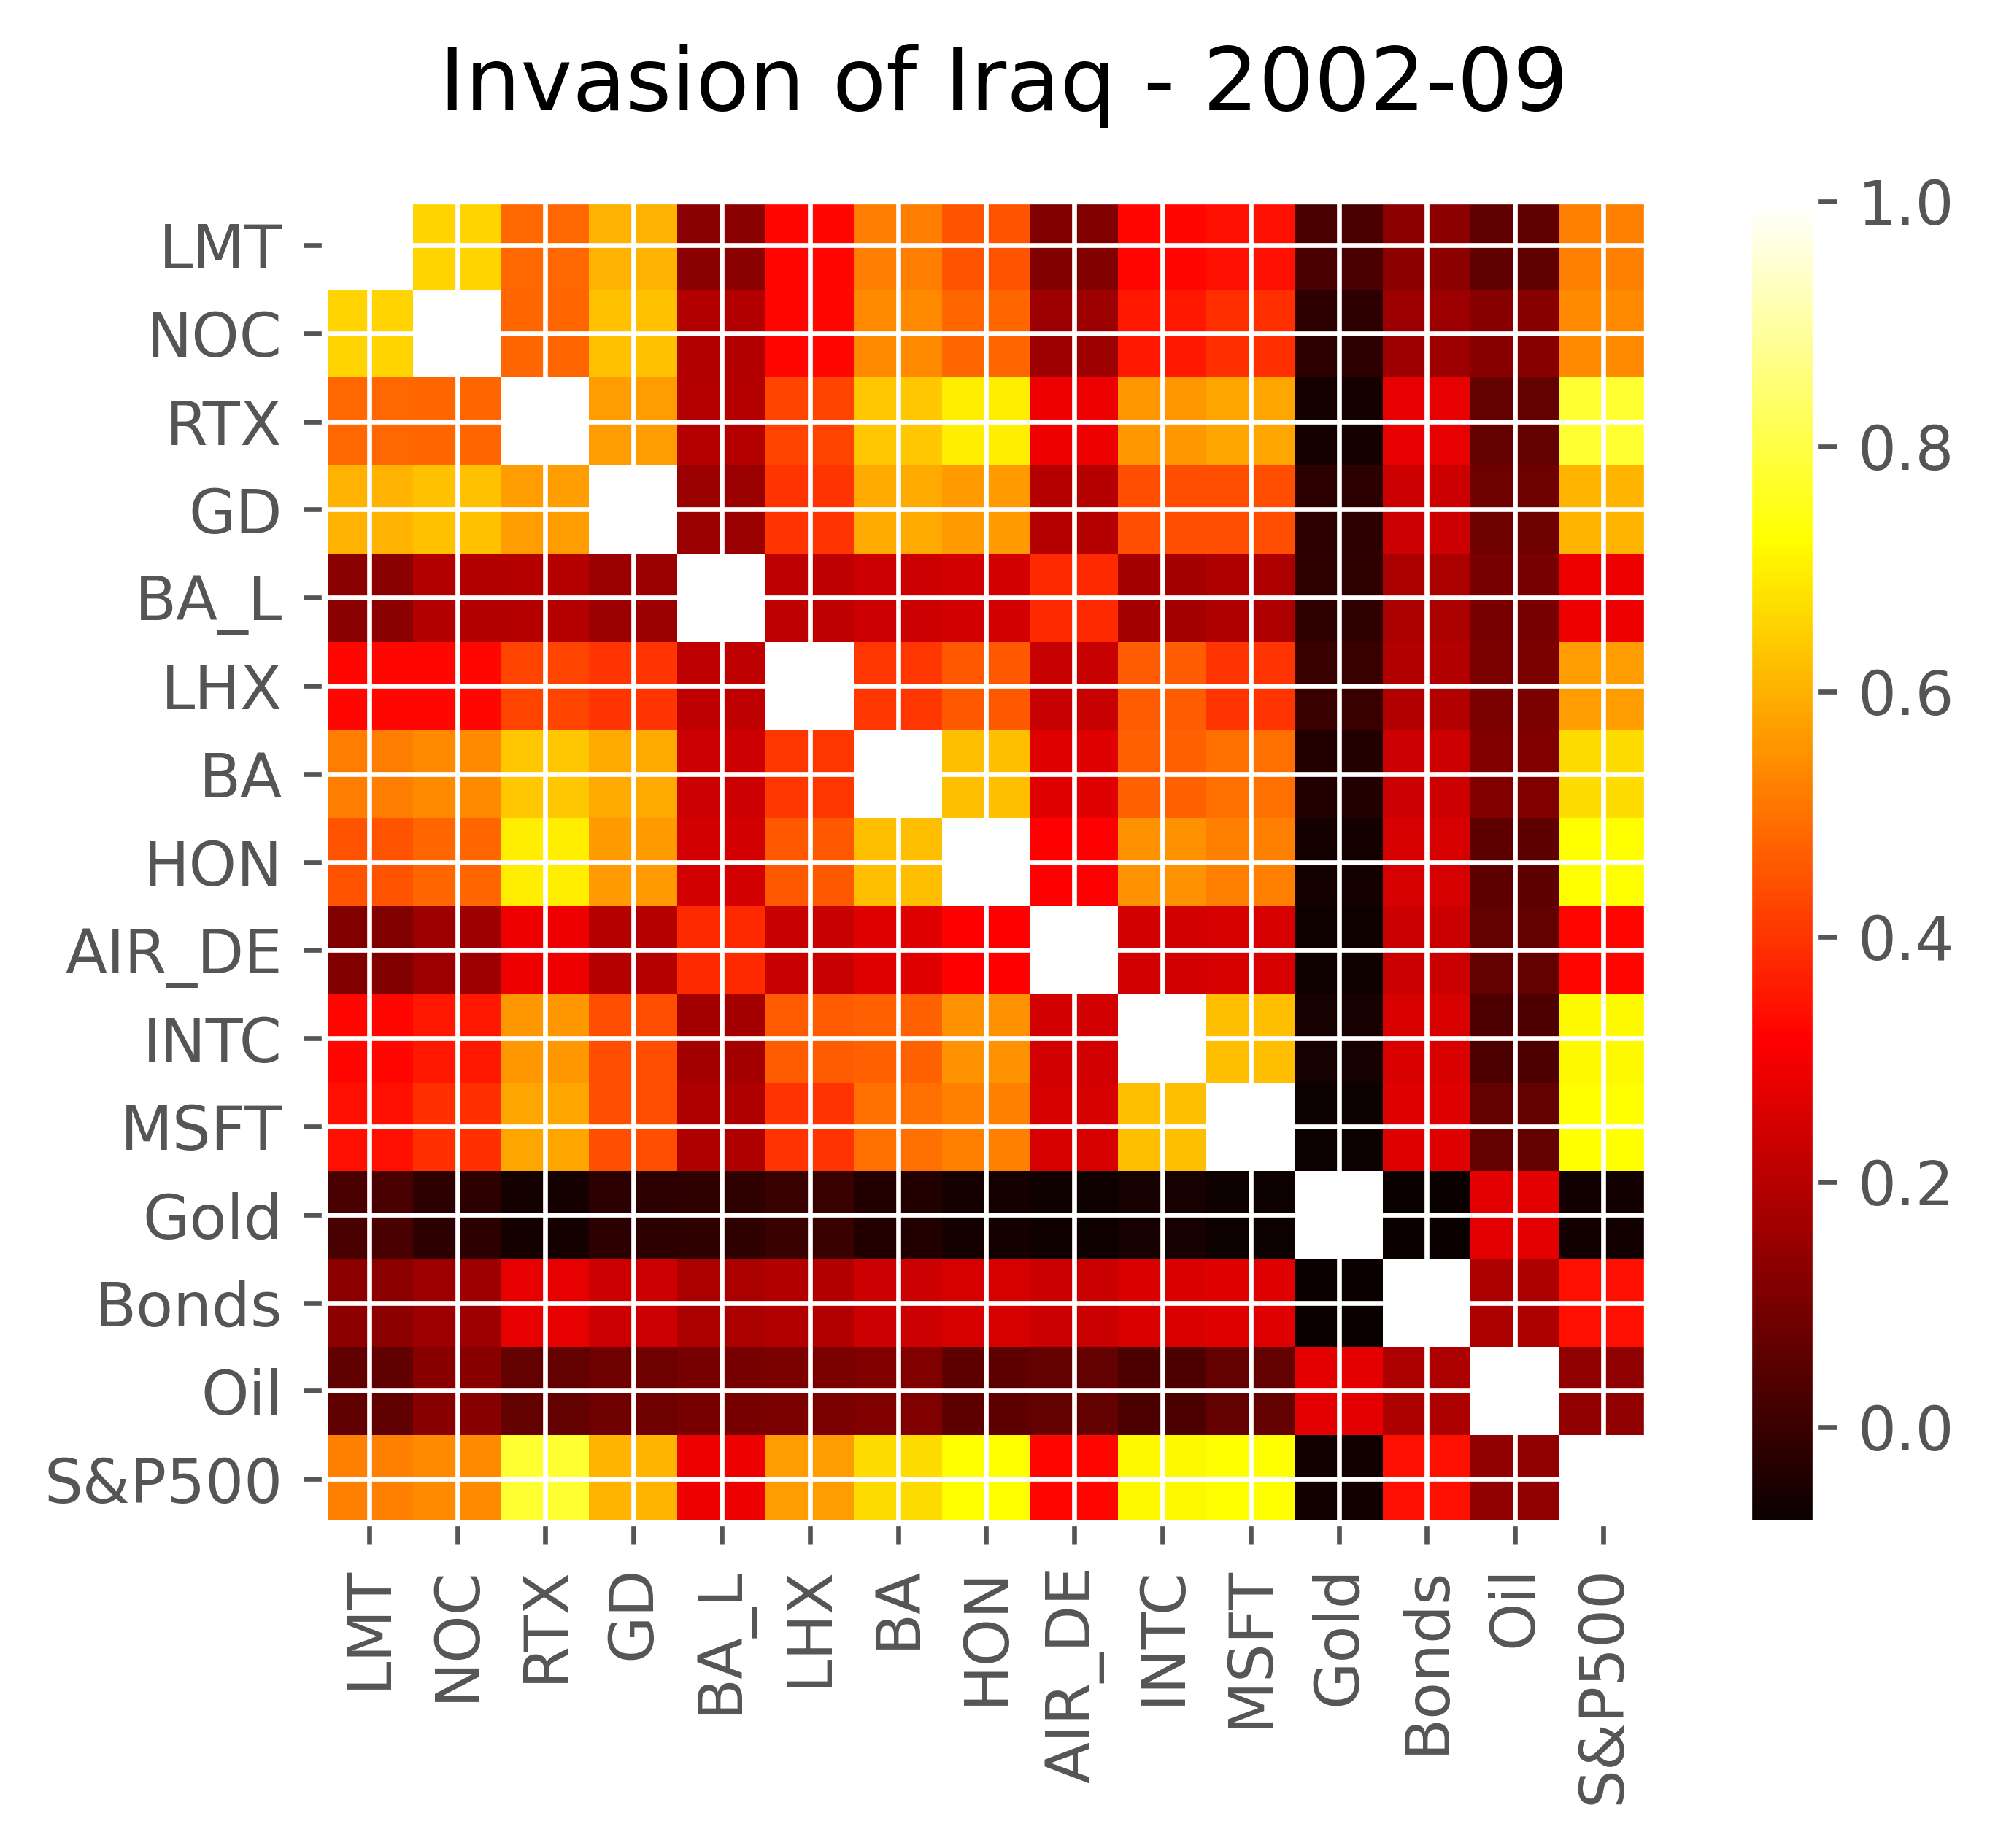 Invasion of Iraq - 2002-09
LMT
NOC
RTX
GD
BA_L
LHX
BA
HON
AIR_DE
INTC
MSFT
Gold
Bonds
Oil
S&P500
LMT
NOC
RTX
GD
BA_L
LHX
BA
HON
AIR_DE
INTC
MSFT
Gold
Bonds
Oil
S&P500
1.0
0.8
0.6
0.4
0.2
0.0